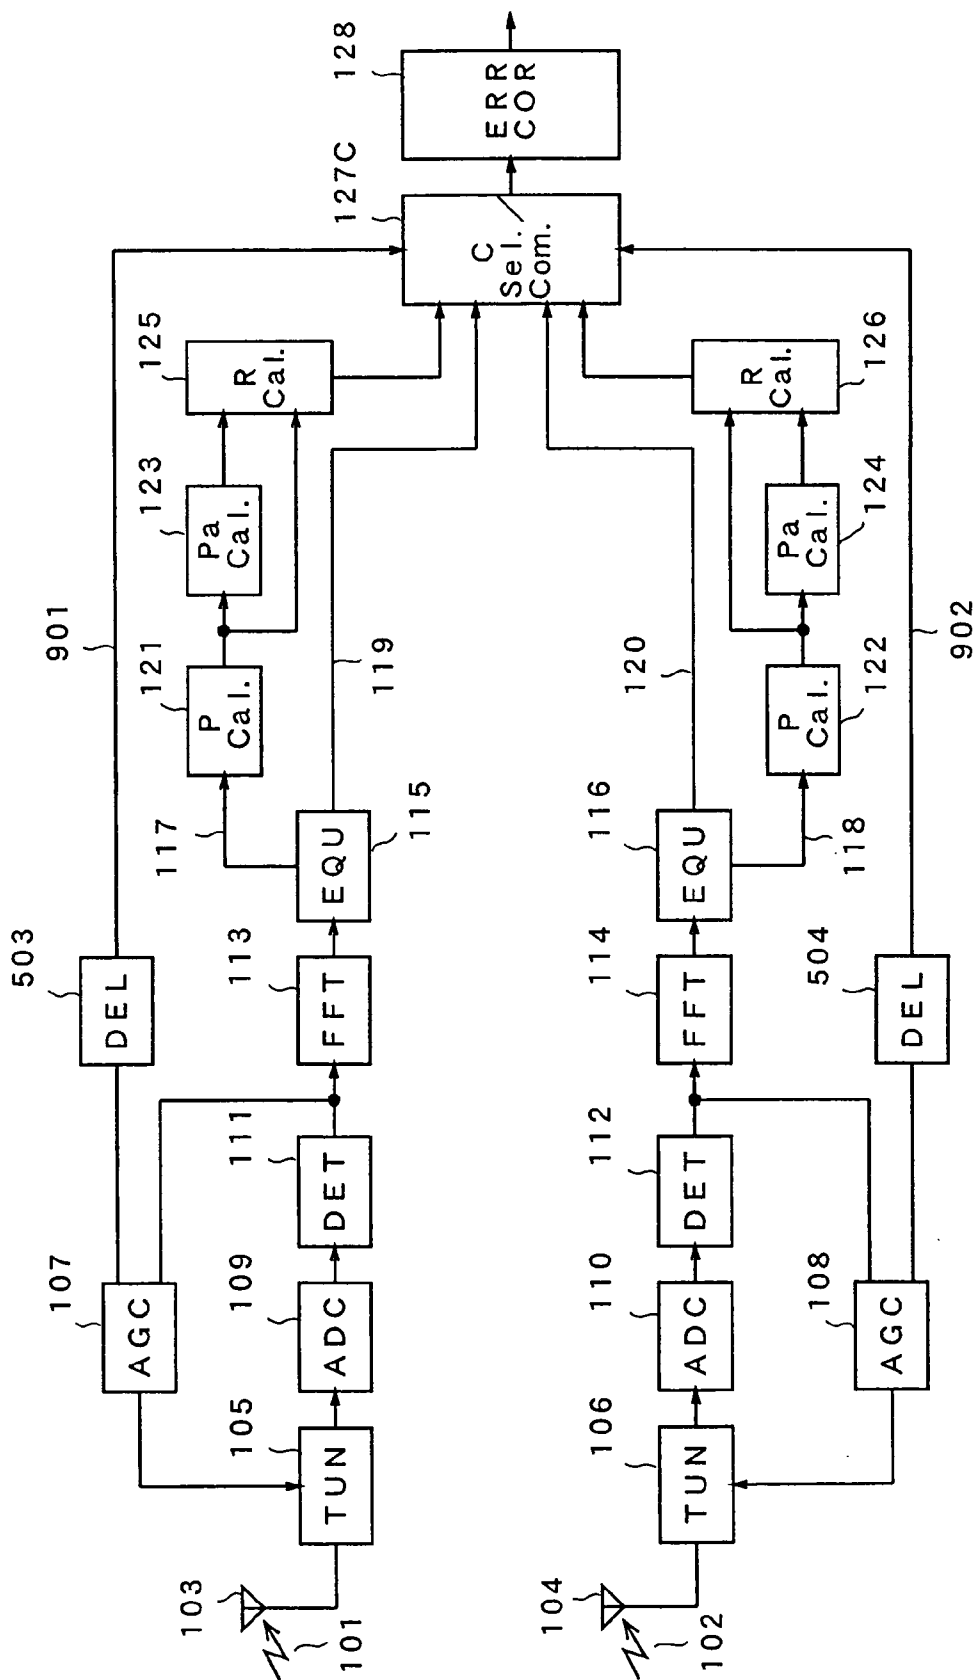 503
901
DEL
107
AGC
125
R
Cal.
123
Pa
Cal.
121
P
Cal.
117
103
101
105
TUN
109
ADC
111
DET
113
FFT
115
EQU
119
127C
C
Sel.
Com.
128
ERR
COR
104
102
106
TUN
110
ADC
112
DET
114
FFT
116
EQU
120
118
122
P
Cal.
124
Pa
Cal.
126
R
Cal.
108
AGC
504
DEL
902